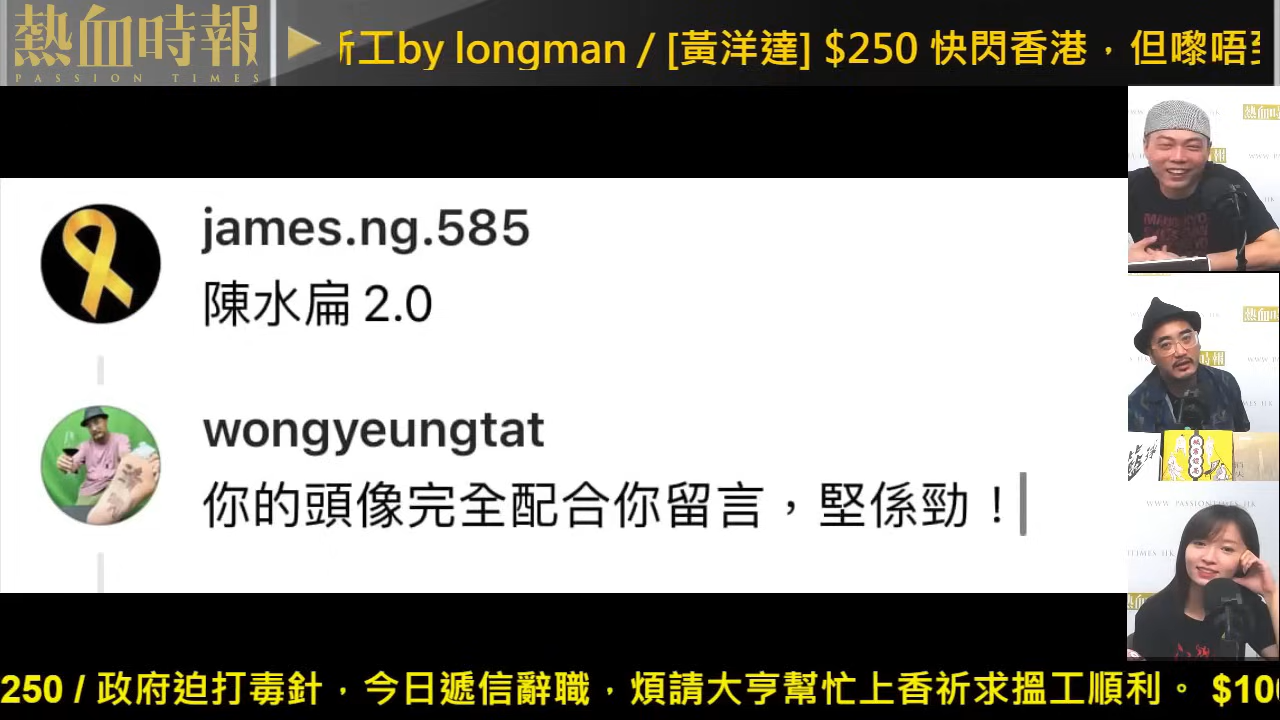 熱血時報
PASSION TIMES
工by longman / [黃洋達] $250 快閃香港，但嚟唔
james.ng.585
陳水扁 2.0
wongyeungtat
你的頭像完全配合你留言，堅係勁！
WWW.PASSIONTIMES.HK
250 / 政府迫打毒針，今日遞信辭職，煩請大亨幫忙上香祈求搵工順利。 $10